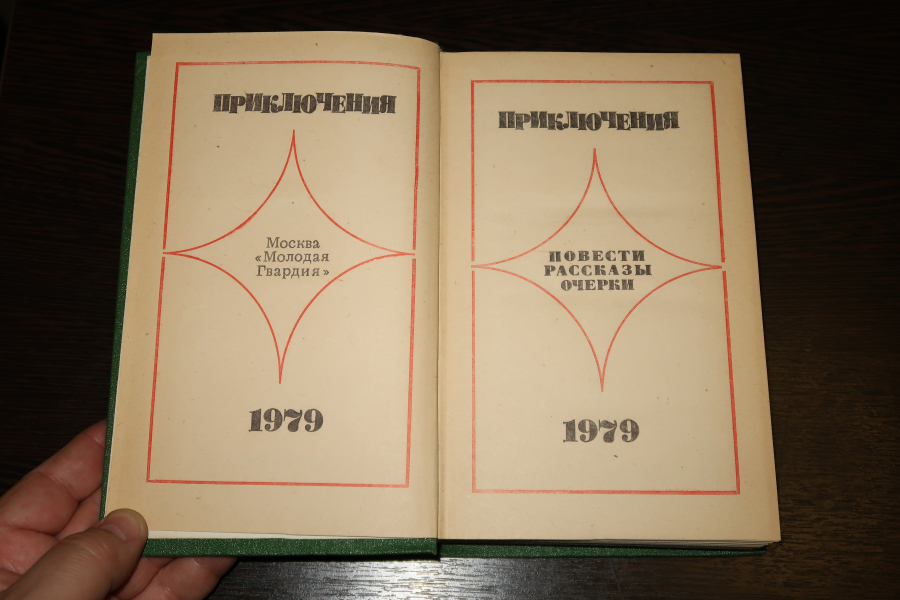 ПРИКЛЮЧЕНИЯ
Москва
«Молодая
Гвардия»
1979
ПРИКЛЮЧЕНИЯ
ПОВЕСТИ
РАССКАЗЫ
ОЧЕРКИ
1979